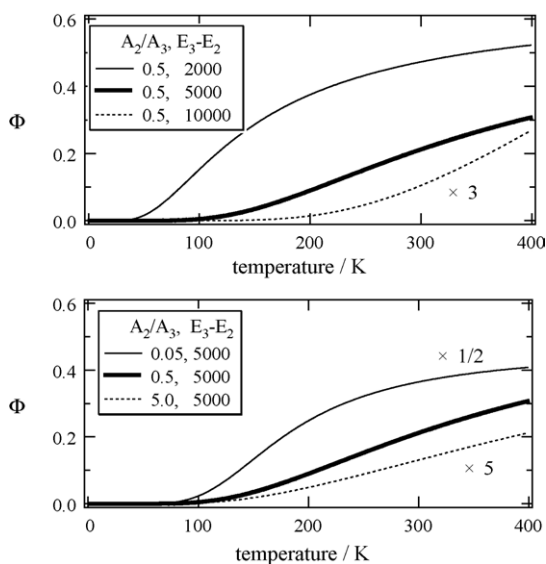 0.6
A₂/A₃, E₃-E₂
0.5, 2000
0.5, 5000
0.5, 10000
0.4
Φ
0.2
× 3
0.0
0 100 200 300 400
temperature / K
0.6
A₂/A₃, E₃-E₂
0.05, 5000
0.5, 5000
5.0, 5000
× 1/2
0.4
Φ
0.2
× 5
0.0
0 100 200 300 400
temperature / K